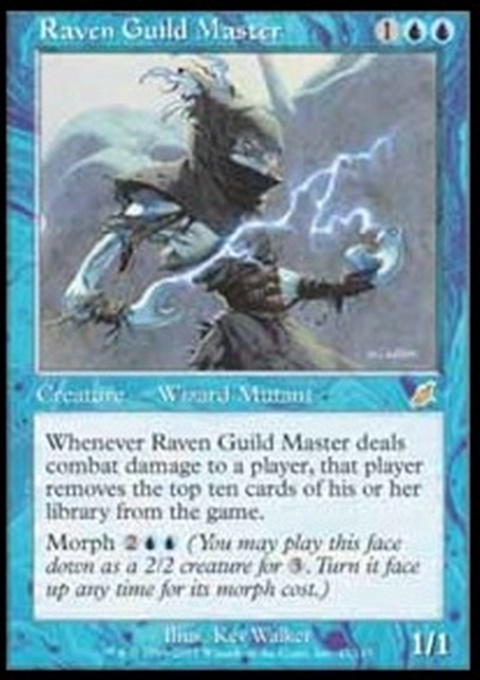 Raven Guild Master 1
Creature Wizard Mutant
Whenever Raven Guild Master deals
combat damage to a player, that player
removes the top ten cards of his or her
library from the game.
Morph 2 (You may play this face
down as a 2/2 creature for 3. Turn it face
up any time for its morph cost.)
Illus. Kev Walker
1/1